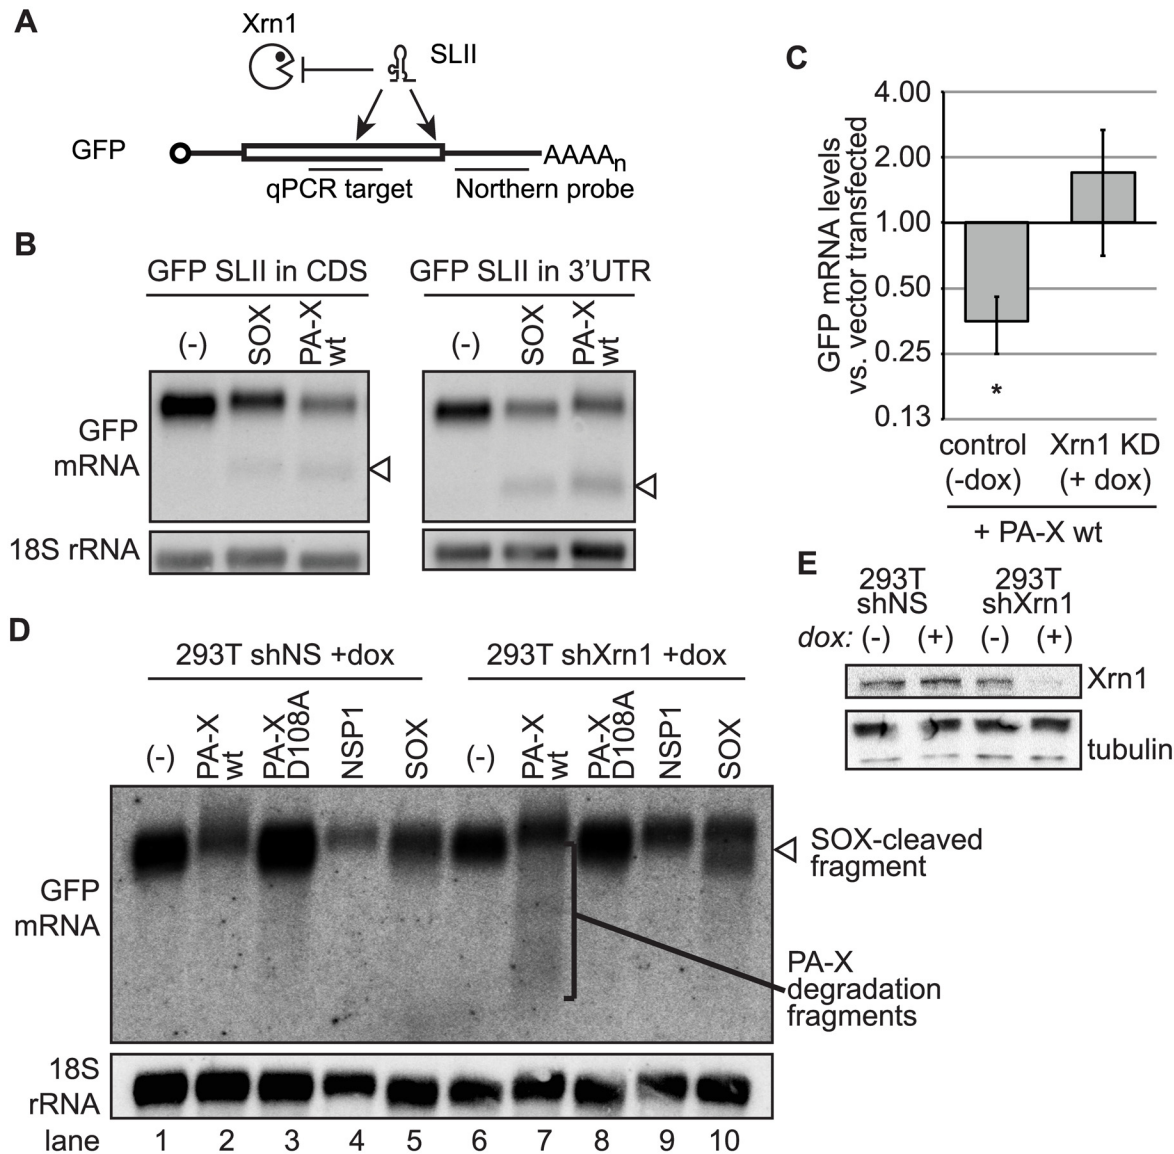 A
Xrn1
SLII
GFP
AAAAn
qPCR target
Northern probe
B
GFP SLII in CDS
GFP SLII in 3’UTR
(-)
SOX
PA-X
wt
(-)
SOX
PA-X
wt
GFP
mRNA
18S rRNA
C
GFP mRNA levels
vs. vector transfected
4.00
2.00
1.00
0.50
0.25
0.13
*
control
(-dox)
Xrn1 KD
(+ dox)
+ PA-X wt
D
293T shNS +dox
293T shXrn1 +dox
(-)
PA-X
wt
PA-X
D108A
NSP1
SOX
(-)
PA-X
wt
PA-X
D108A
NSP1
SOX
GFP
mRNA
SOX-cleaved
fragment
PA-X
degradation
fragments
18S
rRNA
lane 1 2 3 4 5 6 7 8 9 10
E
293T
shNS
293T
shXrn1
dox: (-) (+) (-) (+)
Xrn1
tubulin